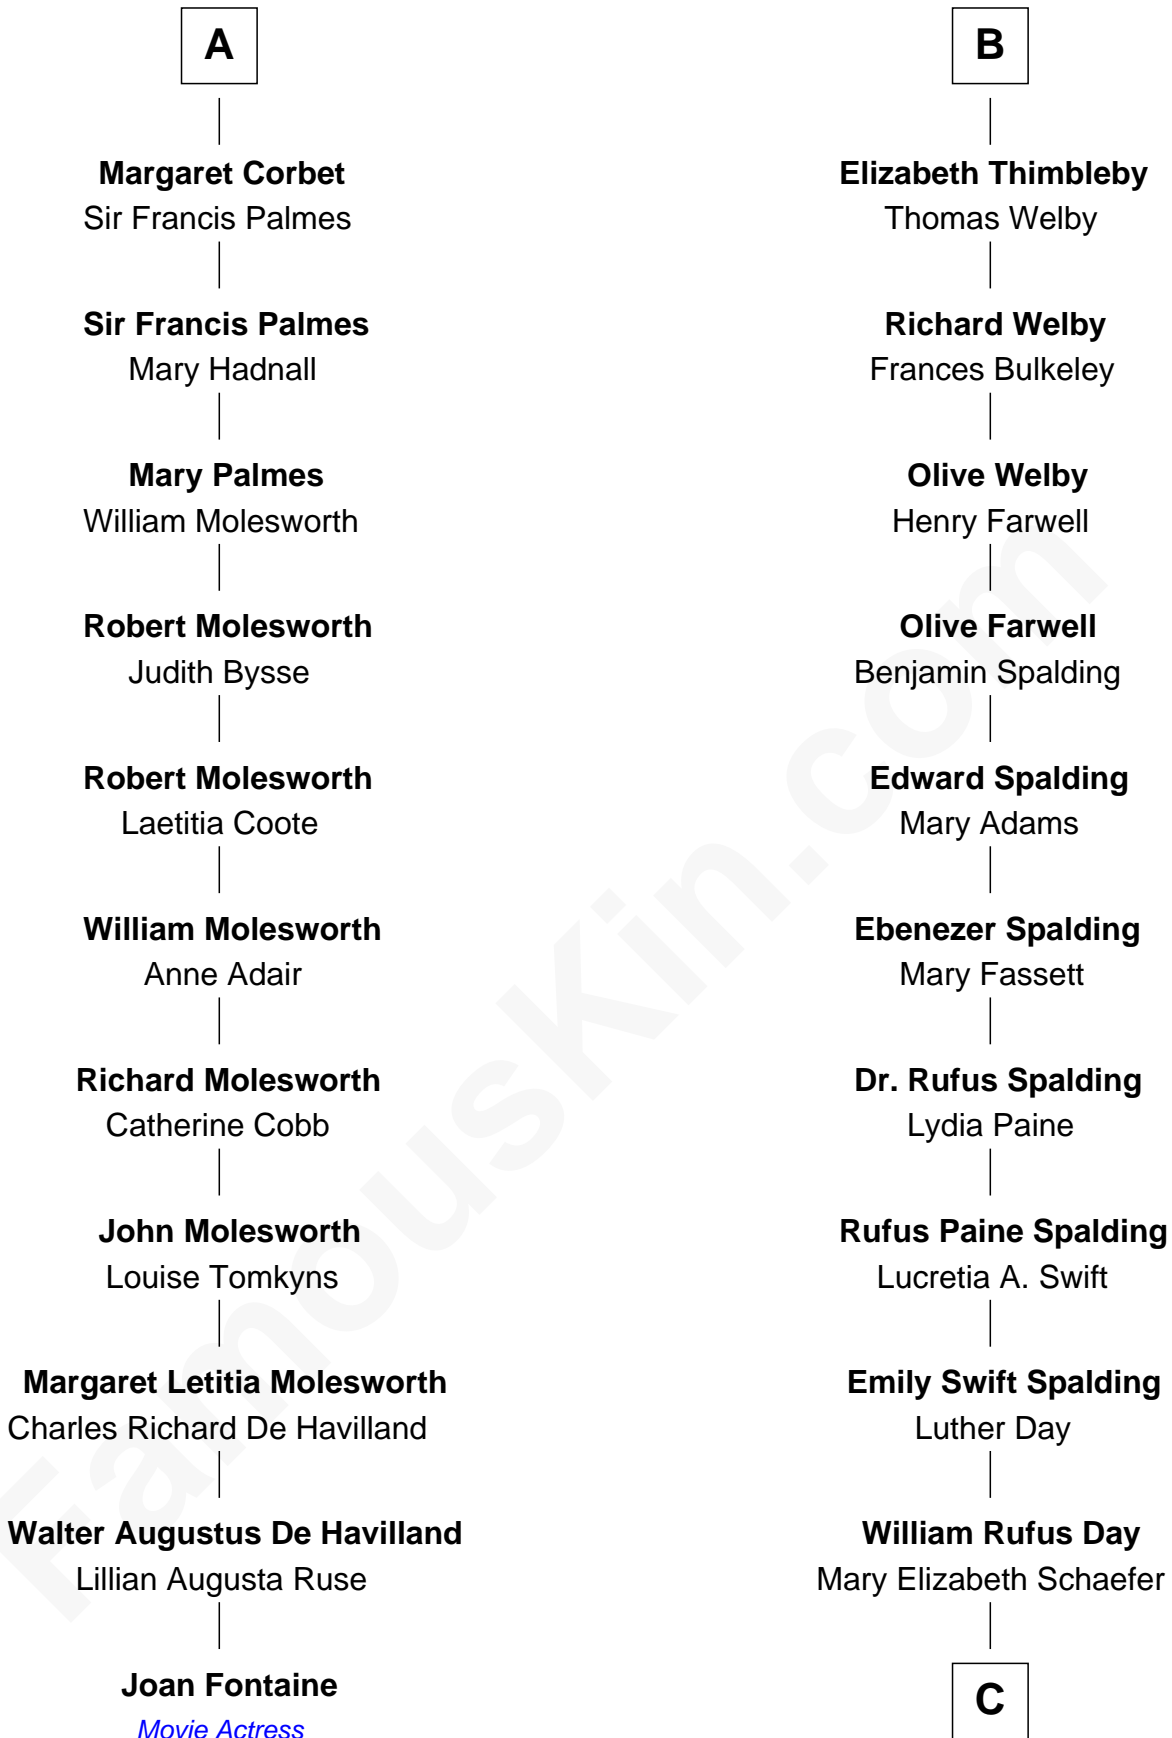 A
Margaret Corbet
Sir Francis Palmes
Sir Francis Palmes
Mary Hadnall
Mary Palmes
William Molesworth
Robert Molesworth
Judith Bysse
Robert Molesworth
Laetitia Coote
William Molesworth
Anne Adair
Richard Molesworth
Catherine Cobb
John Molesworth
Louise Tomkyns
Margaret Letitia Molesworth
Charles Richard De Havilland
Walter Augustus De Havilland
Lillian Augusta Ruse
Joan Fontaine
Movie Actress
B
Elizabeth Thimbleby
Thomas Welby
Richard Welby
Frances Bulkeley
Olive Welby
Henry Farwell
Olive Farwell
Benjamin Spalding
Edward Spalding
Mary Adams
Ebenezer Spalding
Mary Fassett
Dr. Rufus Spalding
Lydia Paine
Rufus Paine Spalding
Lucretia A. Swift
Emily Swift Spalding
Luther Day
William Rufus Day
Mary Elizabeth Schaefer
C
FamousKin.com